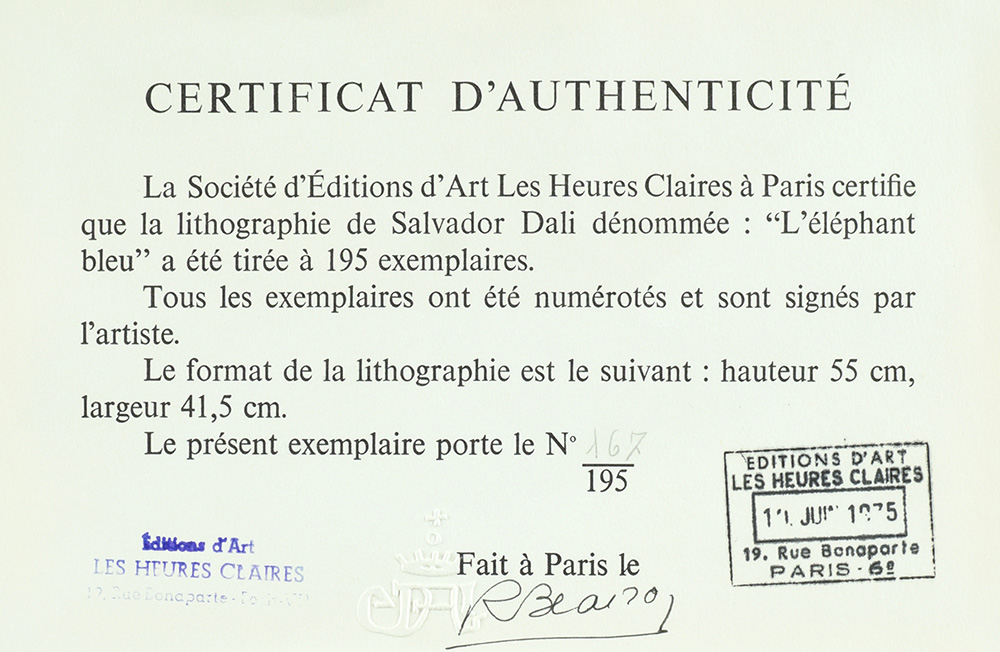 CERTIFICAT D'AUTHENTICITÉ
La Société d'Éditions d'Art Les Heures Claires à Paris certifie
que la lithographie de Salvador Dali dénommée : “L'éléphant
bleu” a été tirée à 195 exemplaires.
Tous les exemplaires ont été numérotés et sont signés par
l'artiste.
Le format de la lithographie est le suivant : hauteur 55 cm,
largeur 41,5 cm.
Le présent exemplaire porte le N° 167
195
EDITIONS D'ART
LES HEURES CLAIRES
JUIN 1975
19, Rue Bonaparte
PARIS - 6e
Éditions d'Art
LES HEURES CLAIRES
Rue Bonaparte
Fait à Paris le